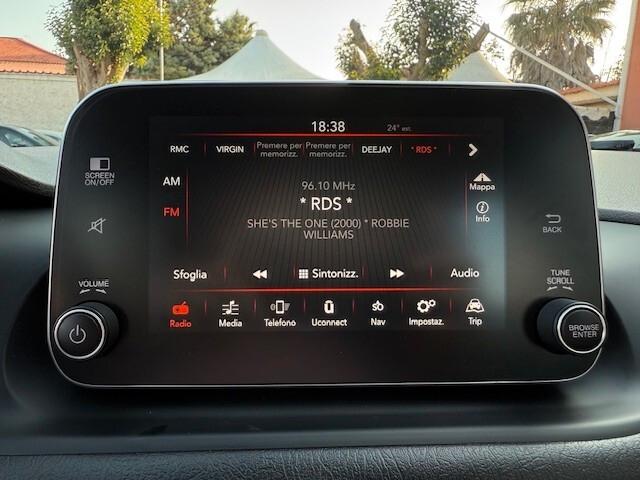 18:38
24° est.
RMC VIRGIN Premere per memorizz. Premere per memorizz. DEEJAY * RDS *
SCREEN ON/OFF
AM
FM
96.10 MHz
* RDS *
SHE'S THE ONE (2000) * ROBBIE
WILLIAMS
Mappa
Info
BACK
VOLUME
TUNE
SCROLL
Sfoglia Sintonizz. Audio
Radio Media Telefono Uconnect Nav Impostaz. Trip
BROWSE
ENTER